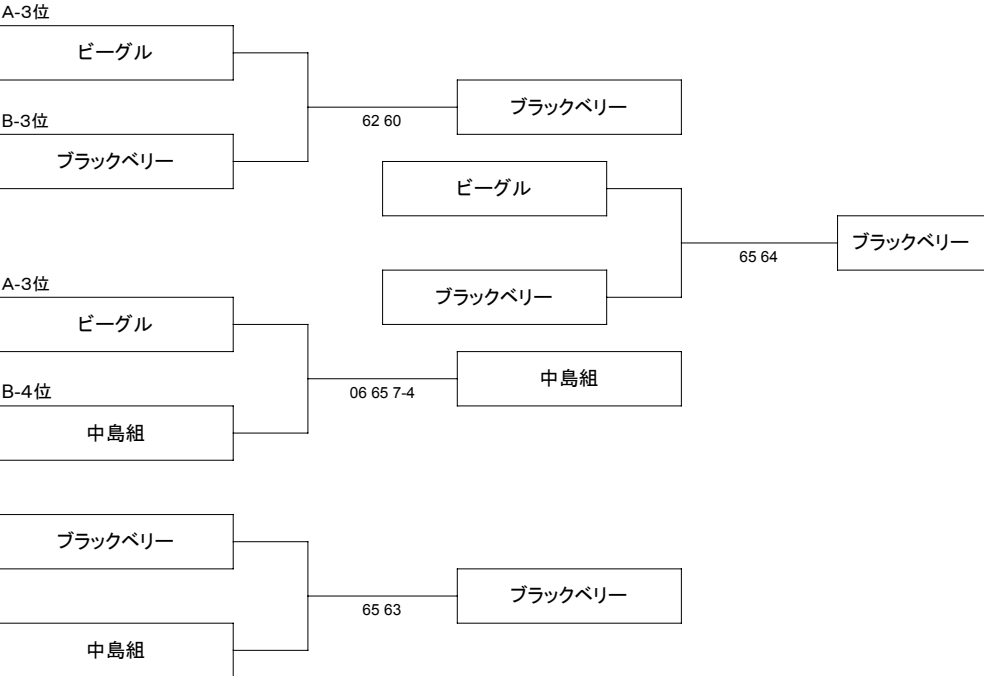 A-3位
ビーグル
B-3位
ブラックベリー
62 60
ブラックベリー
ビーグル
ブラックベリー
65 64
ブラックベリー
A-3位
ビーグル
B-4位
中島組
06 65 7-4
中島組
ブラックベリー
中島組
65 63
ブラックベリー